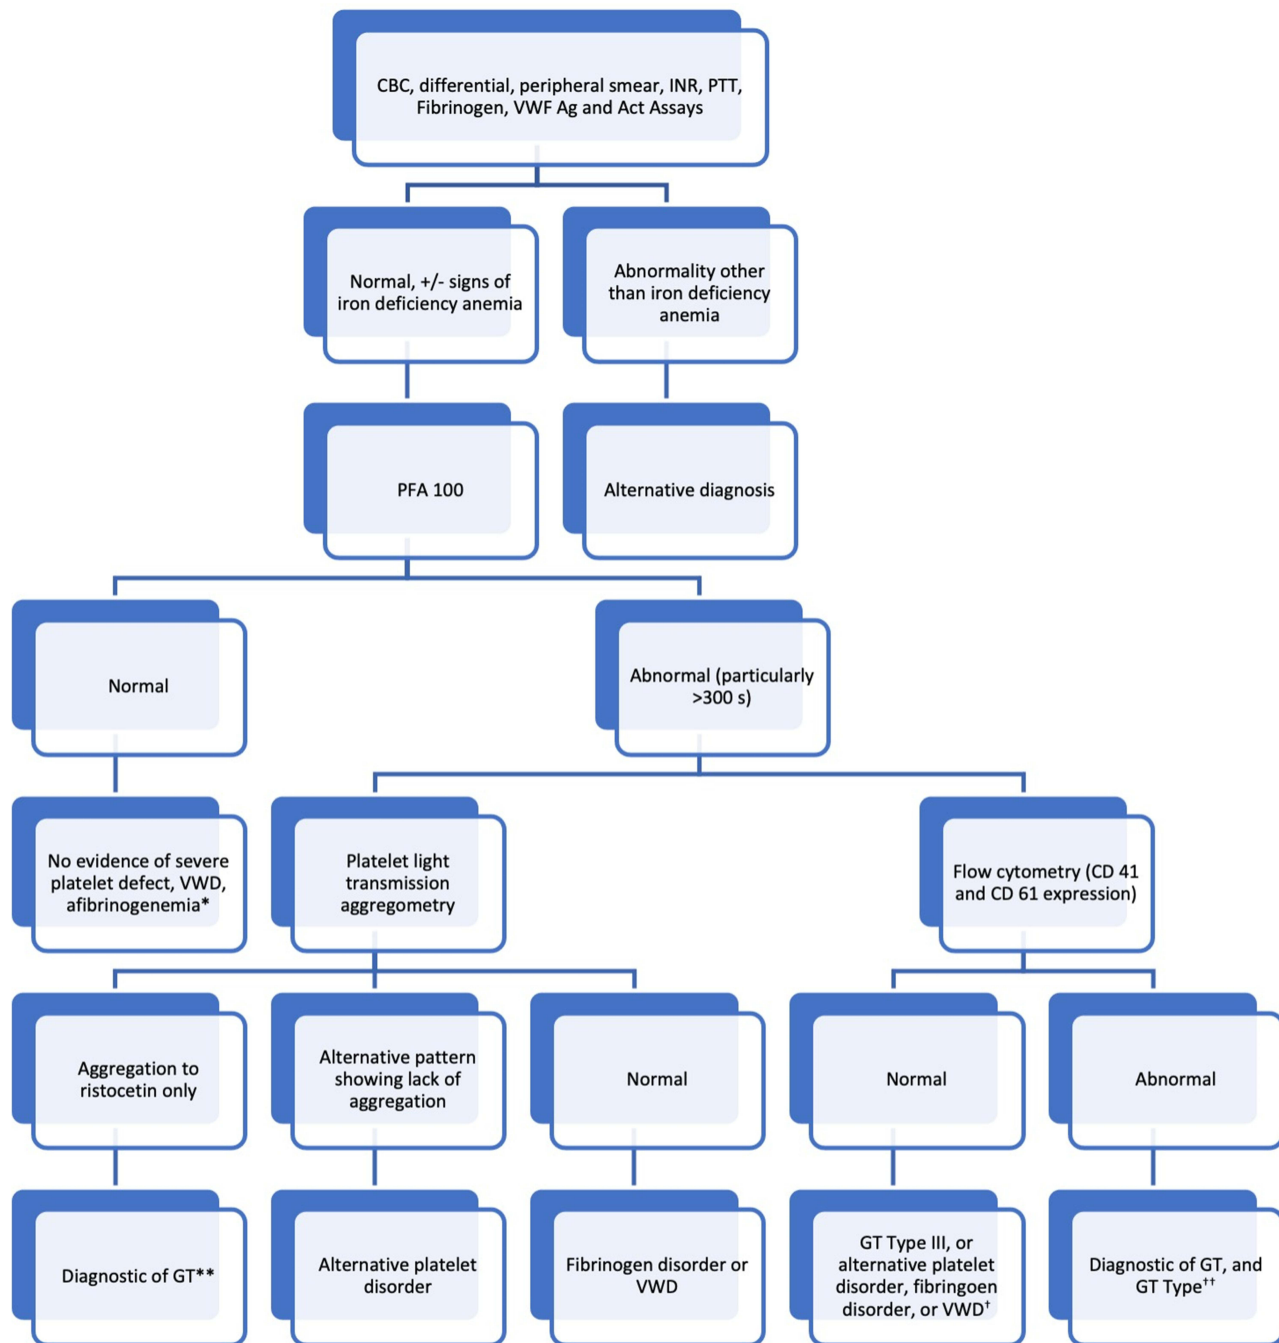 CBC, differential, peripheral smear, INR, PTT,
Fibrinogen, VWF Ag and Act Assays
Normal, +/- signs of
iron deficiency anemia
Abnormality other
than iron deficiency
anemia
PFA 100
Alternative diagnosis
Normal
Abnormal (particularly
>300 s)
No evidence of severe
platelet defect, VWD,
afibrinogenemia*
Platelet light
transmission
aggregometry
Flow cytometry (CD 41
and CD 61 expression)
Aggregation to
ristocetin only
Alternative pattern
showing lack of
aggregation
Normal
Normal
Abnormal
Diagnostic of GT**
Alternative platelet
disorder
Fibrinogen disorder or
VWD
GT Type III, or
alternative platelet
disorder, fibringoen
disorder, or VWD†
Diagnostic of GT, and
GT Type††